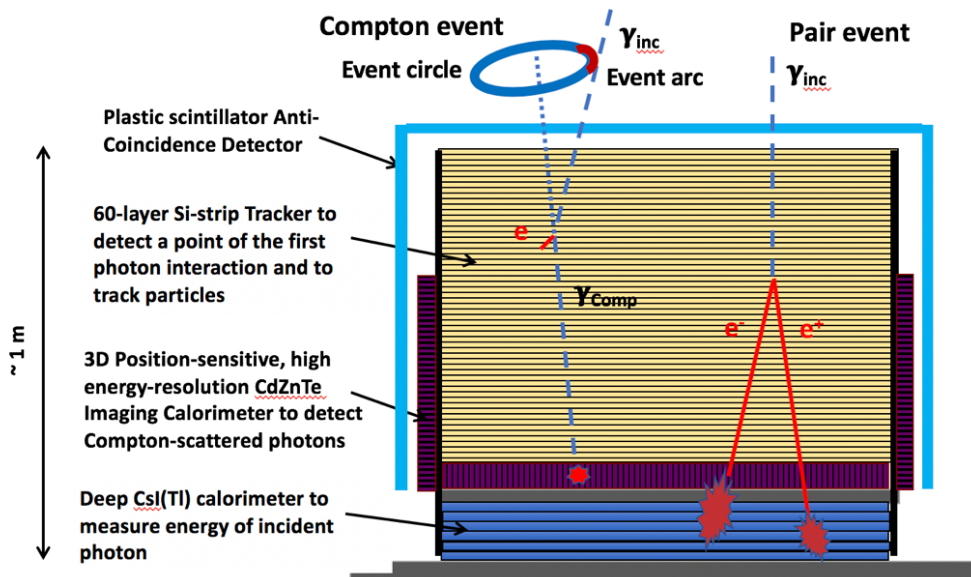 Compton event
Event circle
γinc
Event arc
Pair event
γinc
Plastic scintillator Anti-
Coincidence Detector
60-layer Si-strip Tracker to
detect a point of the first
photon interaction and to
track particles
e
γComp
e-
e+
3D Position-sensitive, high
energy-resolution CdZnTe
Imaging Calorimeter to detect
Compton-scattered photons
Deep CsI(Tl) calorimeter to
measure energy of incident
photon
~ 1 m